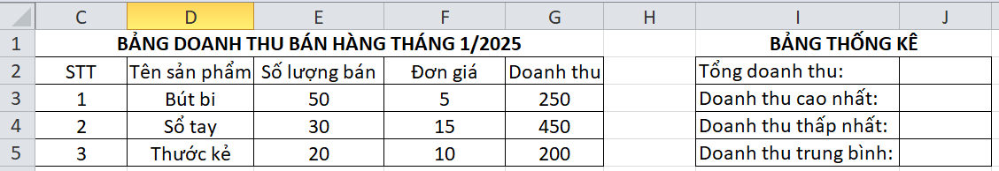 C D E F G H I J
1 BẢNG DOANH THU BÁN HÀNG THÁNG 1/2025 BẢNG THỐNG KÊ
2 STT Tên sản phẩm Số lượng bán Đơn giá Doanh thu Tổng doanh thu:
3 1 Bút bi 50 5 250 Doanh thu cao nhất:
4 2 Sổ tay 30 15 450 Doanh thu thấp nhất:
5 3 Thước kẻ 20 10 200 Doanh thu trung bình: